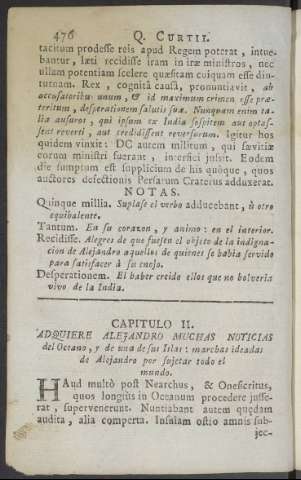 476 Q. CURTII.
tacitum prodesse reis apud Regem poterat, intue-
bantur, læti recidisse iram in iræ ministros, nec
ullam potentiam scelere quæsitam cuiquam esse diu-
tutnam. Rex, cognitâ causâ, pronuntiavit, ab
accusatoribus unum, & id maximum crimen esse præ-
teritum, desperationem salutis suæ. Nunquam enim ta-
lia ausuros, qui ipsum ex India sospitem aut optas-
sent reverti, aut credidissent reversurum. Igitur hos
quidem vinxit: DC autem militum, qui sævitiæ
eorum ministri fuerant, interfici jussit. Eodem
die sumptum est supplicium de his quòque, quos
auctores defectionis Persarum Craterus adduxerat.
NOTAS.
Quinque millia. Suplase el verbo adducebant, ù otro
equibalente.
Tantum. En su corazon, y animo: en el interior.
Recidisse. Alegres de que fuesen el objeto de la indigna-
cion de Alejandro aquellos de quienes se habia servido
para satisfacer à su enojo.
Desperationem. El haber creido ellos que no bolveria
vivo de la India.
CAPITULO II.
ADQUIERE ALEJANDRO MUCHAS NOTICIAS
del Oceano, y de una de sus Islas: marchas ideadas
de Alejandro por sujetar todo el
mundo.
HAud multò post Nearchus, & Onesicritus,
quos longiùs in Oceanum procedere jusse-
rat, supervenerunt. Nuntiabant autem quædam
audita, alia comperta. Insulam ostio amnis sub-
jec-